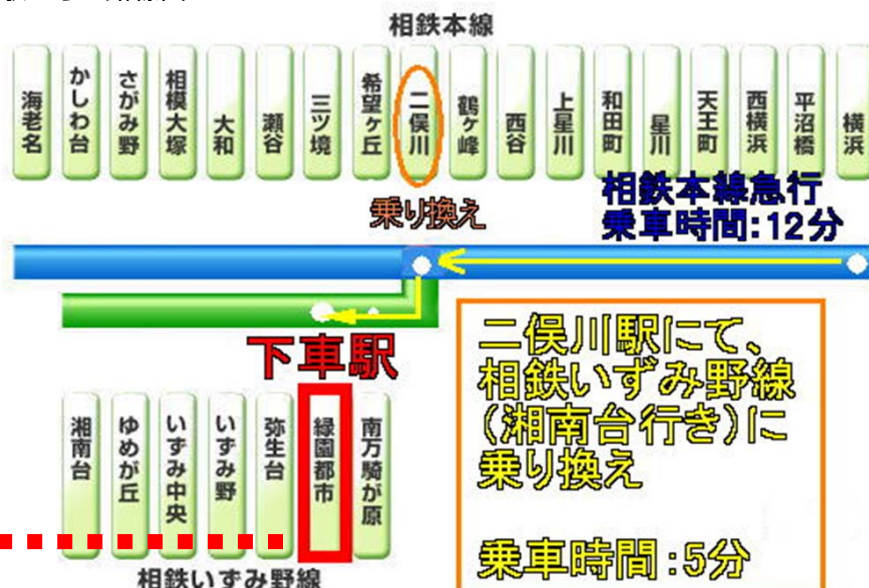 相鉄本線
海老名
かしわ台
さがみ野
相模大塚
大和
瀬谷
三ツ境
希望ヶ丘
二俣川
鶴ヶ峰
西谷
上星川
和田町
星川
天王町
西横浜
平沼橋
横浜
乗り換え
相鉄本線急行
乗車時間:12分
下車駅
二俣川駅にて、
相鉄いずみ野線
(湘南台行き)に
乗り換え
乗車時間:5分
湘南台
ゆめが丘
いずみ中央
いずみ野
弥生台
緑園都市
南万騎が原
相鉄いずみ野線